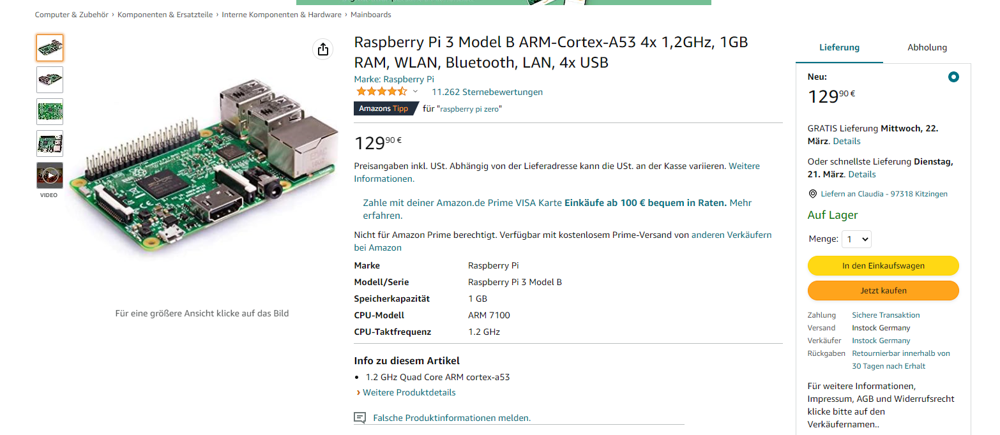 Computer & Zubehör › Komponenten & Ersatzteile › Interne Komponenten & Hardware › Mainboards
VIDEO
Für eine größere Ansicht klicke auf das Bild
Raspberry Pi 3 Model B ARM-Cortex-A53 4x 1,2GHz, 1GB
RAM, WLAN, Bluetooth, LAN, 4x USB
Marke: Raspberry Pi
11.262 Sternebewertungen
Amazons Tipp für "raspberry pi zero"
129⁹⁰ €
Preisangaben inkl. USt. Abhängig von der Lieferadresse kann die USt. an der Kasse variieren. Weitere
Informationen.
Zahle mit deiner Amazon.de Prime VISA Karte Einkäufe ab 100 € bequem in Raten. Mehr
erfahren.
Nicht für Amazon Prime berechtigt. Verfügbar mit kostenlosem Prime-Versand von anderen Verkäufern
bei Amazon
Marke Raspberry Pi
Modell/Serie Raspberry Pi 3 Model B
Speicherkapazität 1 GB
CPU-Modell ARM 7100
CPU-Taktfrequenz 1.2 GHz
Info zu diesem Artikel
• 1.2 GHz Quad Core ARM cortex-a53
› Weitere Produktdetails
Falsche Produktinformationen melden.
Lieferung Abholung
Neu:
129⁹⁰ €
GRATIS Lieferung Mittwoch, 22.
März. Details
Oder schnellste Lieferung Dienstag,
21. März. Details
Liefern an Claudia - 97318 Kitzingen
Auf Lager
Menge: 1
In den Einkaufswagen
Jetzt kaufen
Zahlung Sichere Transaktion
Versand Instock Germany
Verkäufer Instock Germany
Rückgaben Retournierbar innerhalb von
30 Tagen nach Erhalt
Für weitere Informationen,
Impressum, AGB und Widerrufsrecht
klicke bitte auf den
Verkäufernamen..